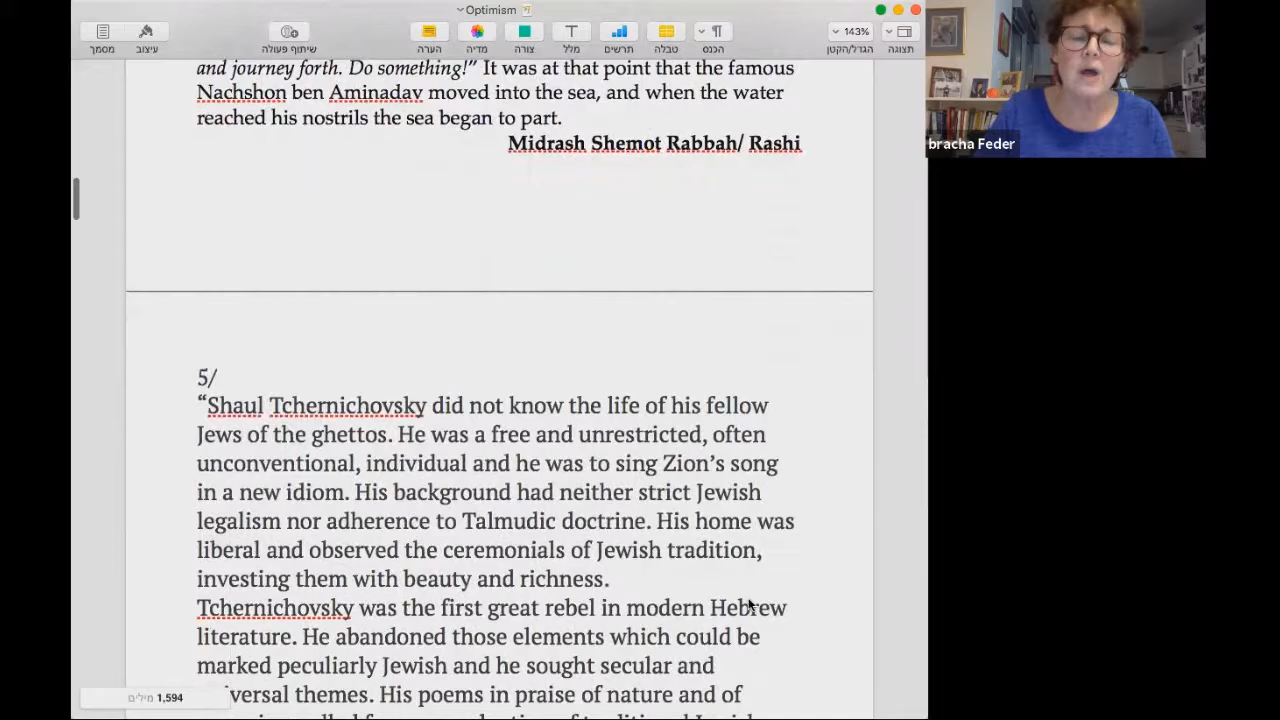 Optimism
143%
מסמך
עיצוב
שיתוף פעולה
הערה
מדיה
צורה
מלל
תרשים
טבלה
הכנס
הגדל/הקטן
תצוגה
and journey forth. Do something!” It was at that point that the famous
Nachshon ben Aminadav moved into the sea, and when the water
reached his nostrils the sea began to part.
Midrash Shemot Rabbah/ Rashi
bracha Feder
5/
“Shaul Tchernichovsky did not know the life of his fellow
Jews of the ghettos. He was a free and unrestricted, often
unconventional, individual and he was to sing Zion’s song
in a new idiom. His background had neither strict Jewish
legalism nor adherence to Talmudic doctrine. His home was
liberal and observed the ceremonials of Jewish tradition,
investing them with beauty and richness.
Tchernichovsky was the first great rebel in modern Hebrew
literature. He abandoned those elements which could be
marked peculiarly Jewish and he sought secular and
versal themes. His poems in praise of nature and of
1,594 מילים